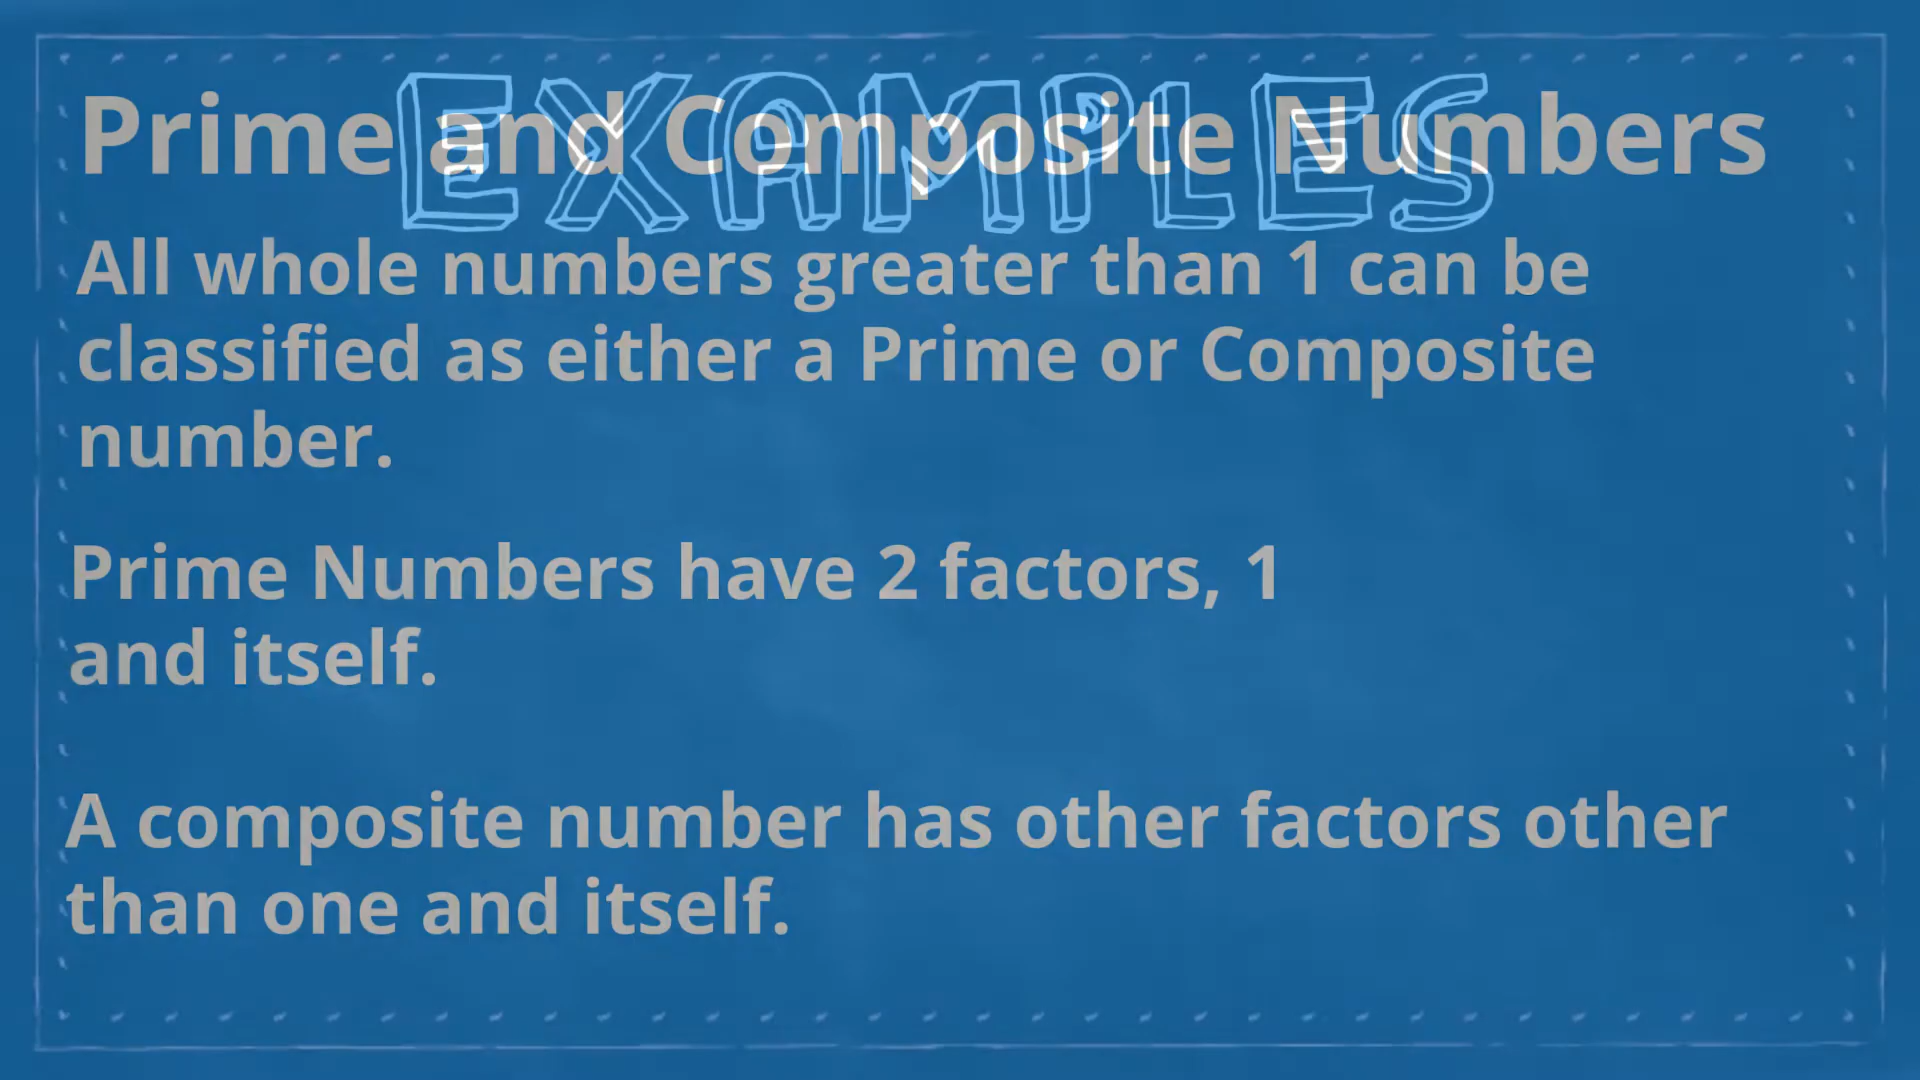 EXAMPLES
Prime and Composite Numbers
All whole numbers greater than 1 can be
classified as either a Prime or Composite
number.
Prime Numbers have 2 factors, 1
and itself.
A composite number has other factors other
than one and itself.